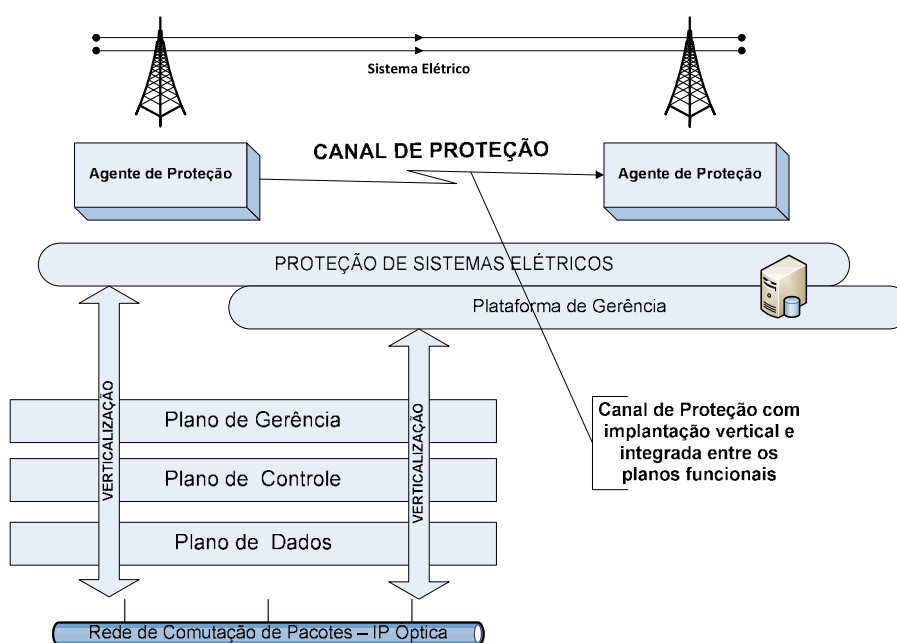 Sistema Elétrico
CANAL DE PROTEÇÃO
Agente de Proteção
Agente de Proteção
PROTEÇÃO DE SISTEMAS ELÉTRICOS
Plataforma de Gerência
VERTICALIZAÇÃO
VERTICALIZAÇÃO
Plano de Gerência
Plano de Controle
Plano de Dados
Canal de Proteção com
implantação vertical e
integrada entre os
planos funcionais
Rede de Comutação de Pacotes – IP Optica